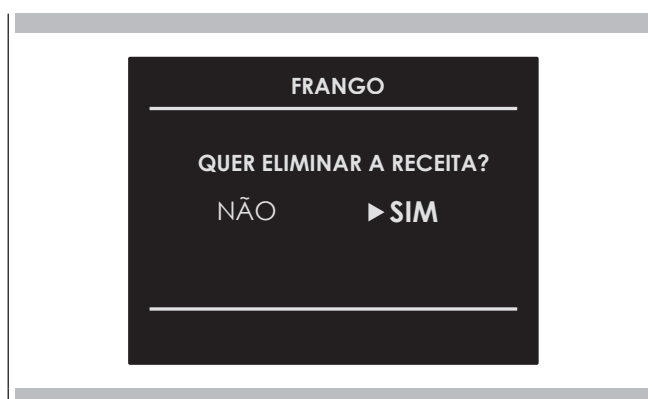 FRANGO
QUER ELIMINAR A RECEITA?
NÃO ▶SIM